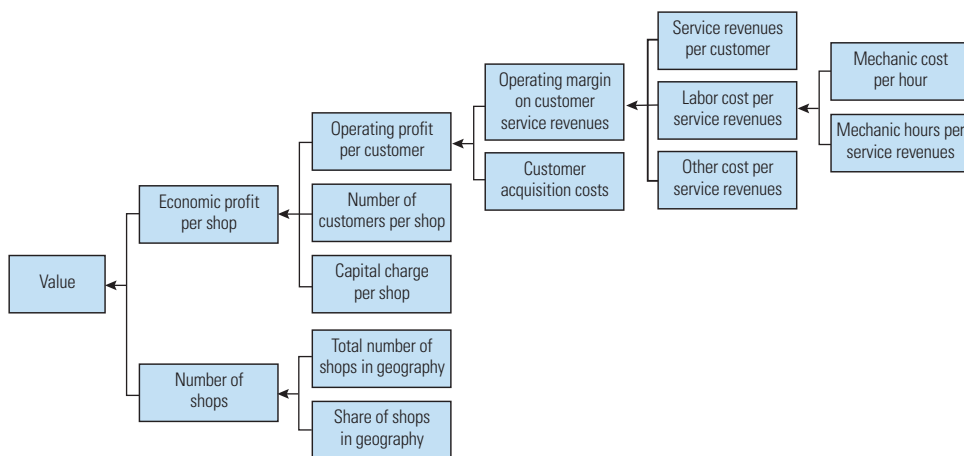 Service revenues
per customer
Mechanic cost
per hour
Operating margin
on customer
service revenues
Labor cost per
service revenues
Operating profit
per customer
Mechanic hours per
service revenues
Customer
acquisition costs
Other cost per
service revenues
Economic profit
per shop
Number of
customers per shop
Value
Capital charge
per shop
Total number of
shops in geography
Number of
shops
Share of shops
in geography